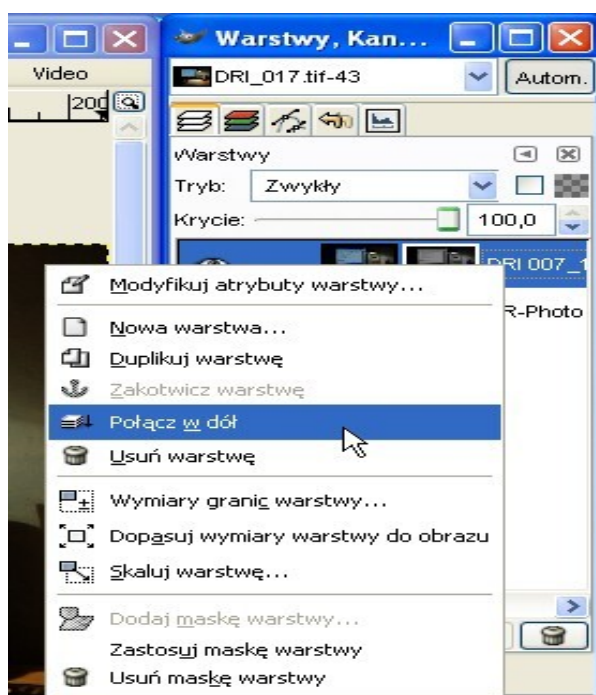 Warstwy, Kan...
Video
DRI_017.tif-43
Autom.
200
Warstwy
Tryb: Zwykły
Krycie: 100,0
DRI 007_1
R-Photo
Modyfikuj atrybuty warstwy...
Nowa warstwa...
Duplikuj warstwę
Zakotwicz warstwę
Połącz w dół
Usuń warstwę
Wymiary granic warstwy...
Dopasuj wymiary warstwy do obrazu
Skaluj warstwę...
Dodaj maskę warstwy...
Zastosuj maskę warstwy
Usuń maskę warstwy